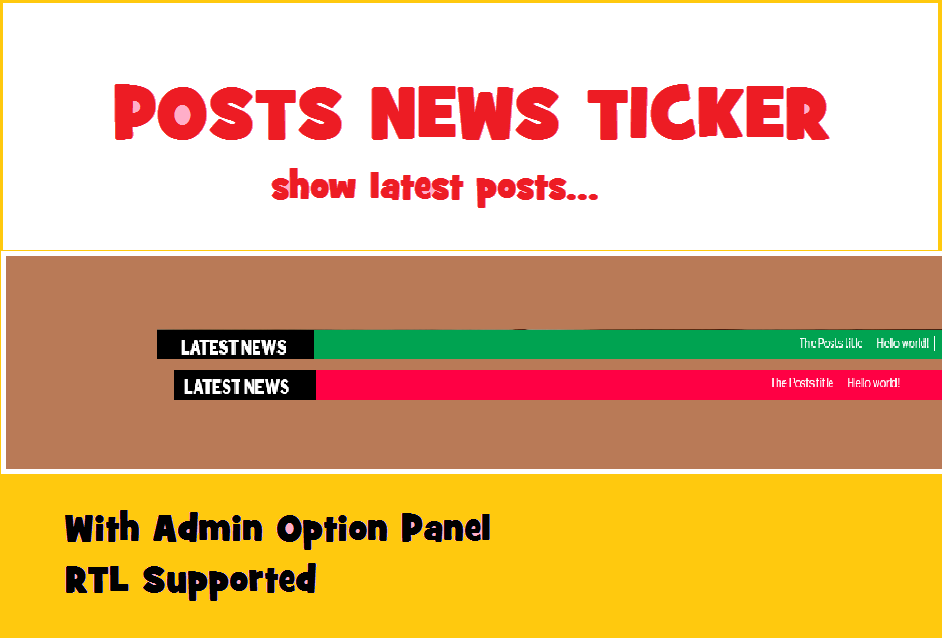 POSTS NEWS TICKER
show latest posts...
LATEST NEWS The Posts title Hello world!
LATEST NEWS The Posts title Hello world!
With Admin Option Panel
RTL Supported